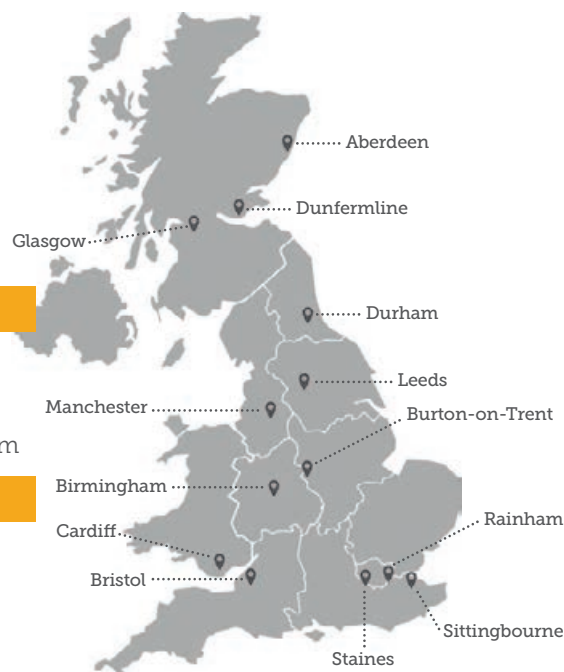 Aberdeen
Dunfermline
Glasgow
Durham
Leeds
Manchester
Burton-on-Trent
m
Birmingham
Rainham
Cardiff
Bristol
Sittingbourne
Staines